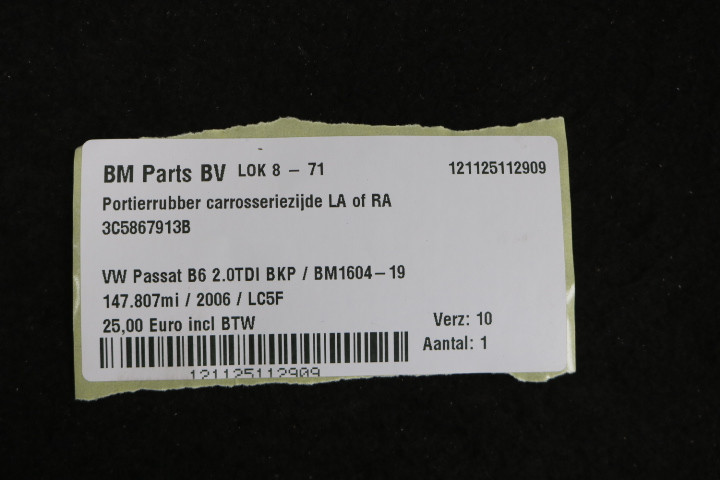 BM Parts BV LOK 8 – 71 121125112909
Portierrubber carrosseriezijde LA of RA
3C5867913B
VW Passat B6 2.0TDI BKP / BM1604–19
147.807mi / 2006 / LC5F
25,00 Euro incl BTW Verz: 10
Aantal: 1
121125112909